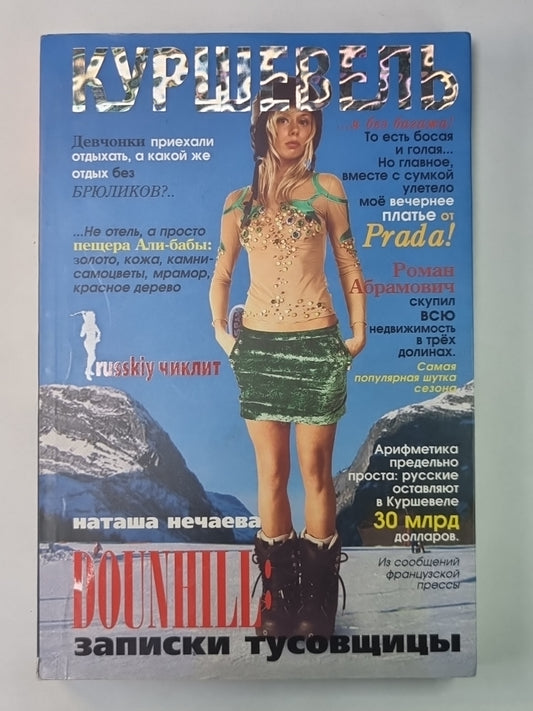 КУРШЕВЕЛЬ
...я без багажа!
То есть босая
и голая...
Но главное,
вместе с сумкой
улетело
моё вечернее
платье от
Prada!
Девчонки приехали
отдыхать, а какой же
отдых без
БРЮЛИКОВ?..
...Не отель, а просто
пещера Али-бабы:
золото, кожа, камни-
самоцветы, мрамор,
красное дерево
Роман
Абрамович
скупил
ВСЮ
недвижимость
в трёх
долинах.
Самая
популярная шутка
сезона
russkiy чиклит
Арифметика
предельно
проста: русские
оставляют
в Куршевеле
30 млрд
долларов.
Из сообщений
французской
прессы
наташа нечаева
DOUNHILL:
записки тусовщицы